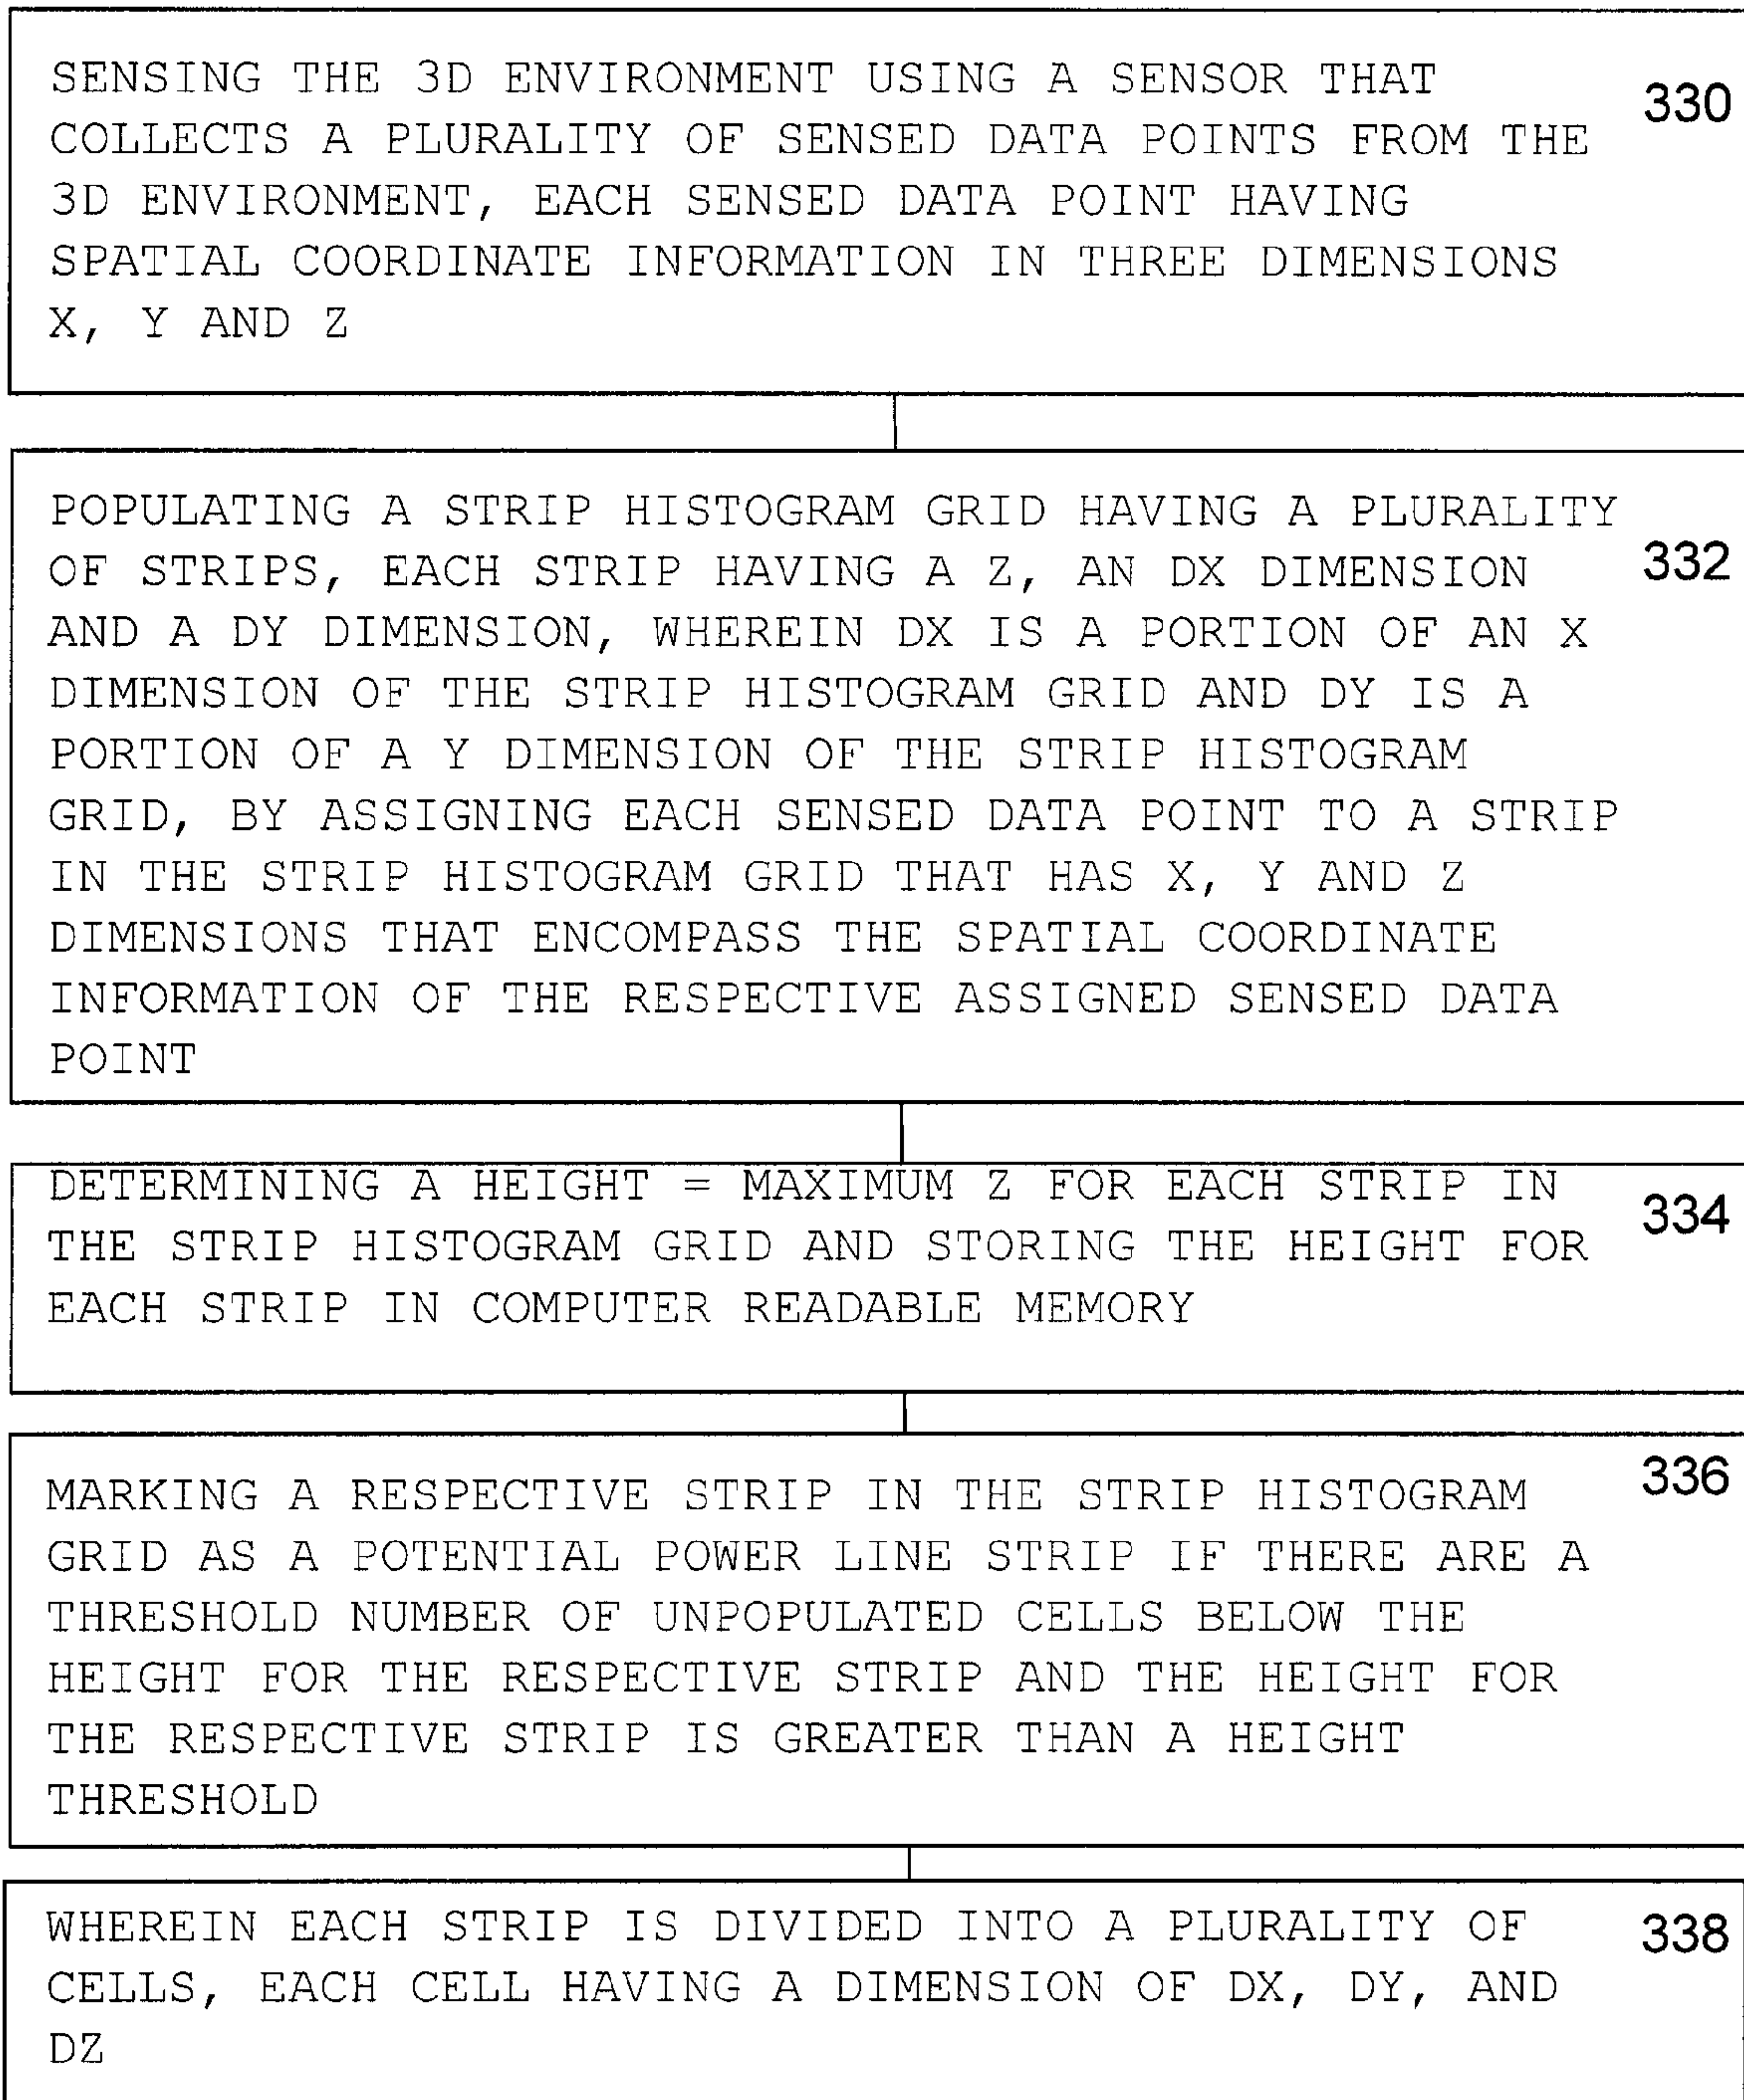 SENSING THE 3D ENVIRONMENT USING A SENSOR THAT
330
COLLECTS A PLURALITY OF SENSED DATA POINTS FROM THE
3D ENVIRONMENT, EACH SENSED DATA POINT HAVING
SPATIAL COORDINATE INFORMATION IN THREE DIMENSIONS
X, Y AND Z
POPULATING A STRIP HISTOGRAM GRID HAVING A PLURALITY
OF STRIPS, EACH STRIP HAVING A Z, AN DX DIMENSION
332
AND A DY DIMENSION, WHEREIN DX IS A PORTION OF AN X
DIMENSION OF THE STRIP HISTOGRAM GRID AND DY IS A
PORTION OF A Y DIMENSION OF THE STRIP HISTOGRAM
GRID, BY ASSIGNING EACH SENSED DATA POINT TO A STRIP
IN THE STRIP HISTOGRAM GRID THAT HAS X, Y AND Z
DIMENSIONS THAT ENCOMPASS THE SPATIAL COORDINATE
INFORMATION OF THE RESPECTIVE ASSIGNED SENSED DATA
POINT
DETERMINING A HEIGHT = MAXIMUM Z FOR EACH STRIP IN
334
THE STRIP HISTOGRAM GRID AND STORING THE HEIGHT FOR
EACH STRIP IN COMPUTER READABLE MEMORY
336
MARKING A RESPECTIVE STRIP IN THE STRIP HISTOGRAM
GRID AS A POTENTIAL POWER LINE STRIP IF THERE ARE A
THRESHOLD NUMBER OF UNPOPULATED CELLS BELOW THE
HEIGHT FOR THE RESPECTIVE STRIP AND THE HEIGHT FOR
THE RESPECTIVE STRIP IS GREATER THAN A HEIGHT
THRESHOLD
WHEREIN EACH STRIP IS DIVIDED INTO A PLURALITY OF
338
CELLS, EACH CELL HAVING A DIMENSION OF DX, DY, AND
DZ